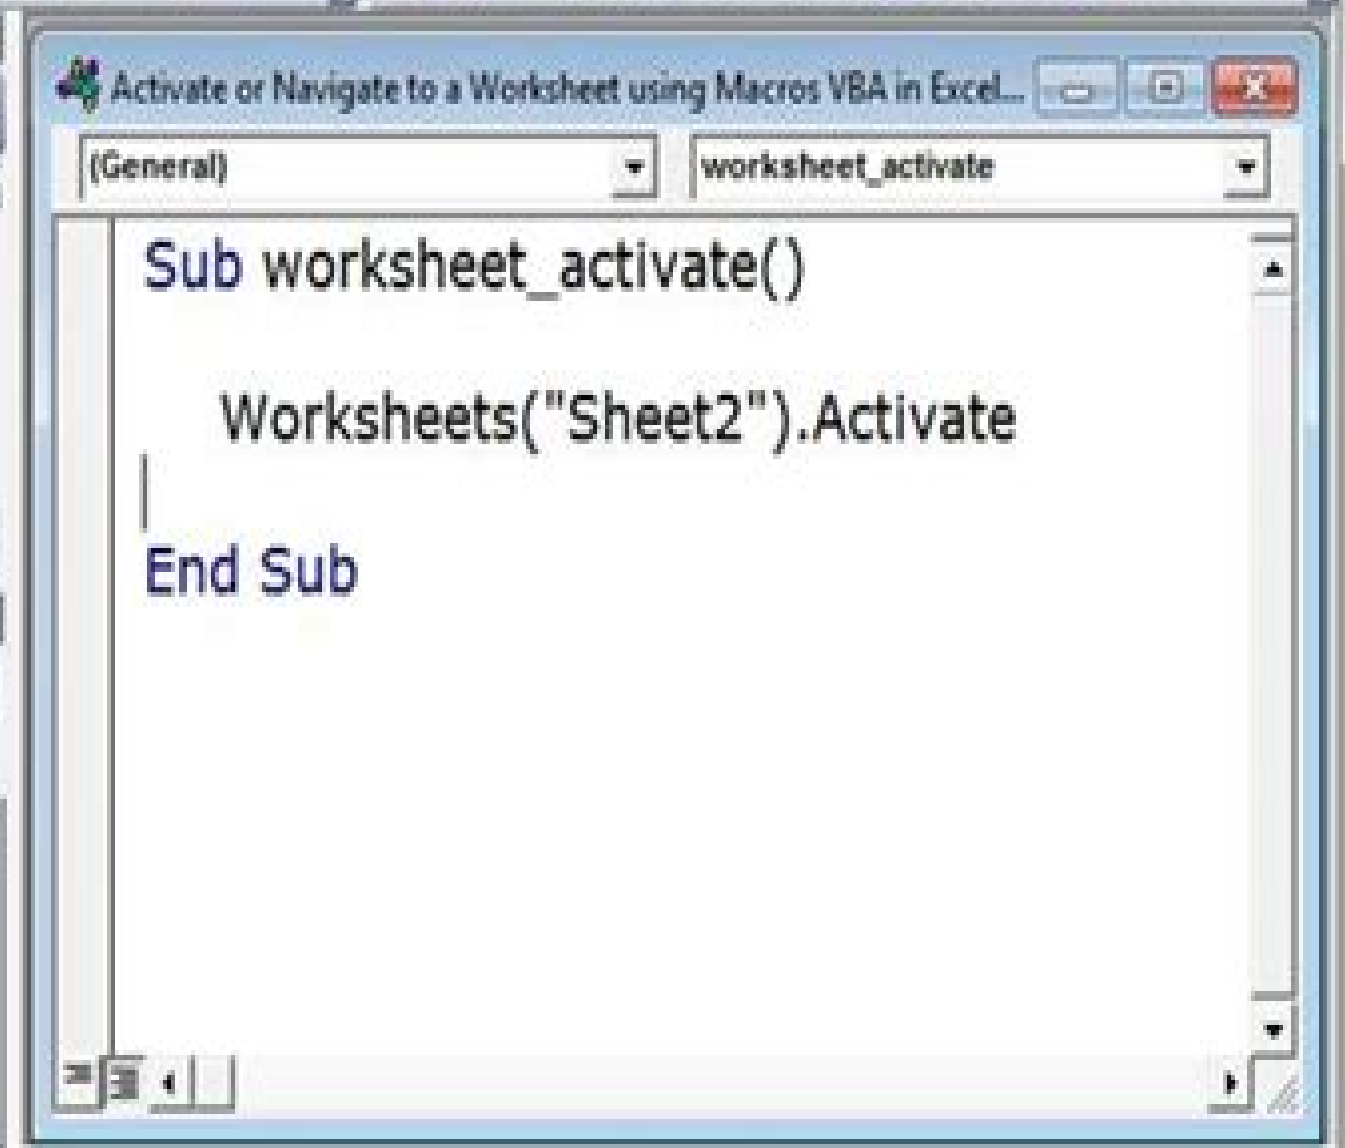 Activate or Navigate to a Worksheet using Macros VBA in Excel...
(General)
worksheet_activate
Sub worksheet_activate()
Worksheets("Sheet2").Activate
End Sub